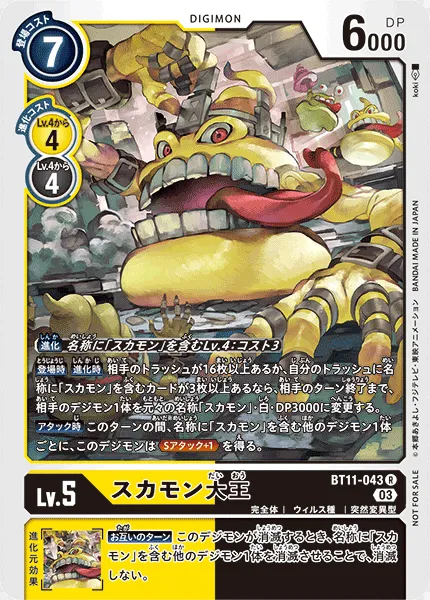 登場コスト
7
DIGIMON
6000
DP
進化コスト
Lv.4から
4
Lv.4から
4
koki
©本郷あきよし・フジテレビ・東映アニメーション BANDAI MADE IN JAPAN
NOT FOR SALE
進化 名称に「スカモン」を含むLv.4:コスト3
登場時 進化時 相手のトラッシュが16枚以上あるか、自分のトラッシュに名
称に「スカモン」を含むカードが3枚以上あるなら、相手のターン終了まで、
相手のデジモン1体を元々の名称「スカモン」・白・DP3000に変更する。
アタック時 このターンの間、名称に「スカモン」を含む他のデジモン1体
ごとに、このデジモンは Sアタック+1 を得る。
Lv.5
スカモン大王
BT11-043 R
03
完全体 | ウィルス種 | 突然変異型
進化元効果
お互いのターン このデジモンが消滅するとき、名称に「スカ
モン」を含む他のデジモン1体を消滅させることで、消滅
しない。